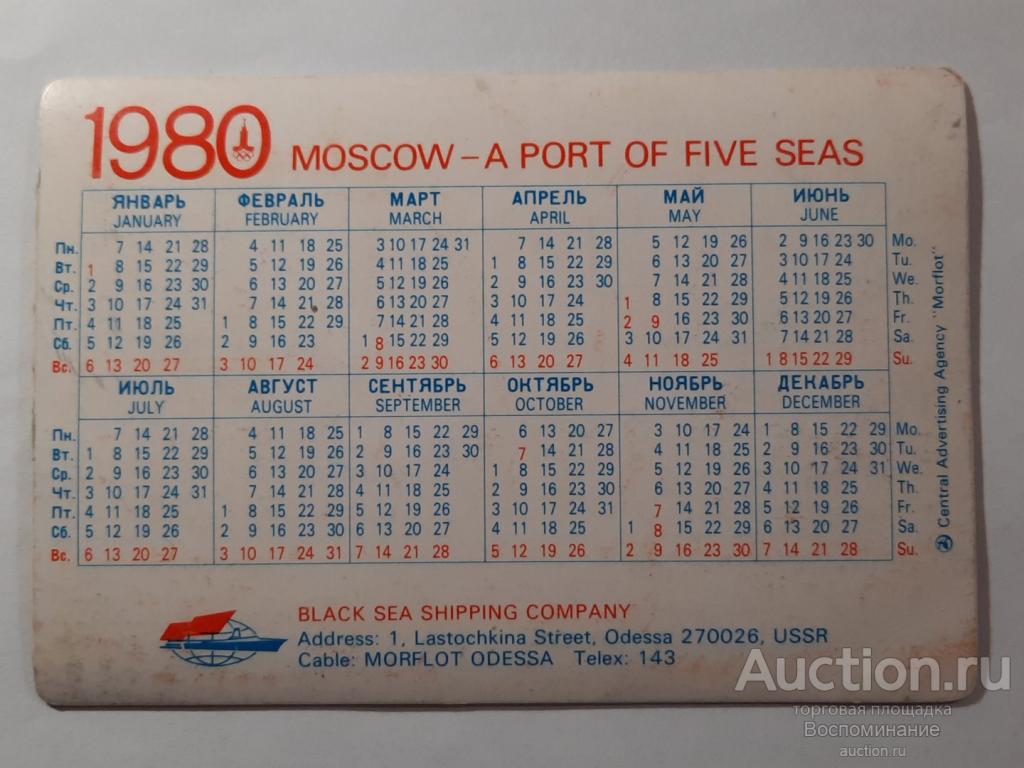 1980 MOSCOW – A PORT OF FIVE SEAS
ЯНВАРЬ ФЕВРАЛЬ МАРТ АПРЕЛЬ МАЙ ИЮНЬ
JANUARY FEBRUARY MARCH APRIL MAY JUNE
Пн. 7 14 21 28 4 11 18 25 3 10 17 24 31 7 14 21 28 5 12 19 26 2 9 16 23 30 Mo.
Вт. 1 8 15 22 29 5 12 19 26 4 11 18 25 1 8 15 22 29 6 13 20 27 3 10 17 24 Tu.
Ср. 2 9 16 23 30 6 13 20 27 5 12 19 26 2 9 16 23 30 7 14 21 28 4 11 18 25 We.
Чт. 3 10 17 24 31 7 14 21 28 6 13 20 27 3 10 17 24 1 8 15 22 29 5 12 19 26 Th.
Пт. 4 11 18 25 1 8 15 22 29 7 14 21 28 4 11 18 25 2 9 16 23 30 6 13 20 27 Fr.
Сб. 5 12 19 26 2 9 16 23 1 8 15 22 29 5 12 19 26 3 10 17 24 31 7 14 21 28 Sa.
Вс. 6 13 20 27 3 10 17 24 2 9 16 23 30 6 13 20 27 4 11 18 25 1 8 15 22 29 Su.
ИЮЛЬ АВГУСТ СЕНТЯБРЬ ОКТЯБРЬ НОЯБРЬ ДЕКАБРЬ
JULY AUGUST SEPTEMBER OCTOBER NOVEMBER DECEMBER
Пн. 7 14 21 28 4 11 18 25 1 8 15 22 29 6 13 20 27 3 10 17 24 1 8 15 22 29 Mo.
Вт. 1 8 15 22 29 5 12 19 26 2 9 16 23 30 7 14 21 28 4 11 18 25 2 9 16 23 30 Tu.
Ср. 2 9 16 23 30 6 13 20 27 3 10 17 24 1 8 15 22 29 5 12 19 26 3 10 17 24 31 We.
Чт. 3 10 17 24 31 7 14 21 28 4 11 18 25 2 9 16 23 30 6 13 20 27 4 11 18 25 Th.
Пт. 4 11 18 25 1 8 15 22 29 5 12 19 26 3 10 17 24 31 7 14 21 28 5 12 19 26 Fr.
Сб. 5 12 19 26 2 9 16 23 30 6 13 20 27 4 11 18 25 1 8 15 22 29 6 13 20 27 Sa.
Вс. 6 13 20 27 3 10 17 24 31 7 14 21 28 5 12 19 26 2 9 16 23 30 7 14 21 28 Su.
Central Advertising Agency "Morflot"
BLACK SEA SHIPPING COMPANY
Address: 1, Lastochkina Street, Odessa 270026, USSR
Cable: MORFLOT ODESSA Telex: 143
Auction.ru
торговая площадка
Воспоминание
auction.ru